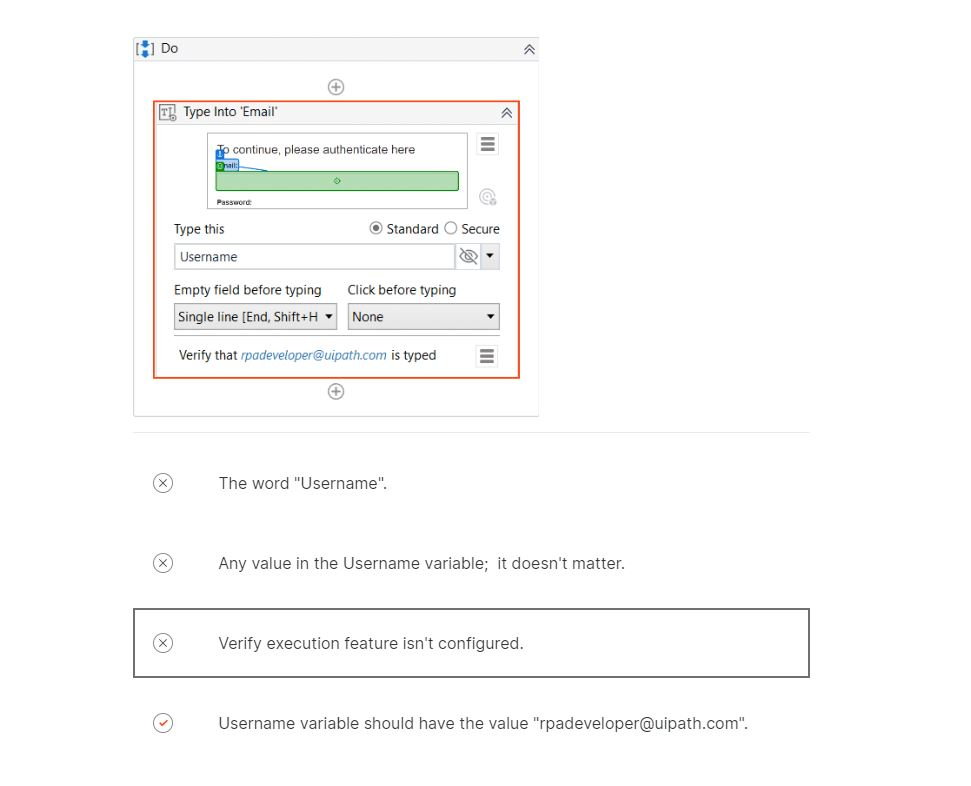 Do
Type Into 'Email'
To continue, please authenticate here
Password:
Type this Standard Secure
Username
Empty field before typing Click before typing
Single line [End, Shift+H None
Verify that rpadeveloper@uipath.com is typed
The word "Username".
Any value in the Username variable; it doesn't matter.
Verify execution feature isn't configured.
Username variable should have the value "rpadeveloper@uipath.com".